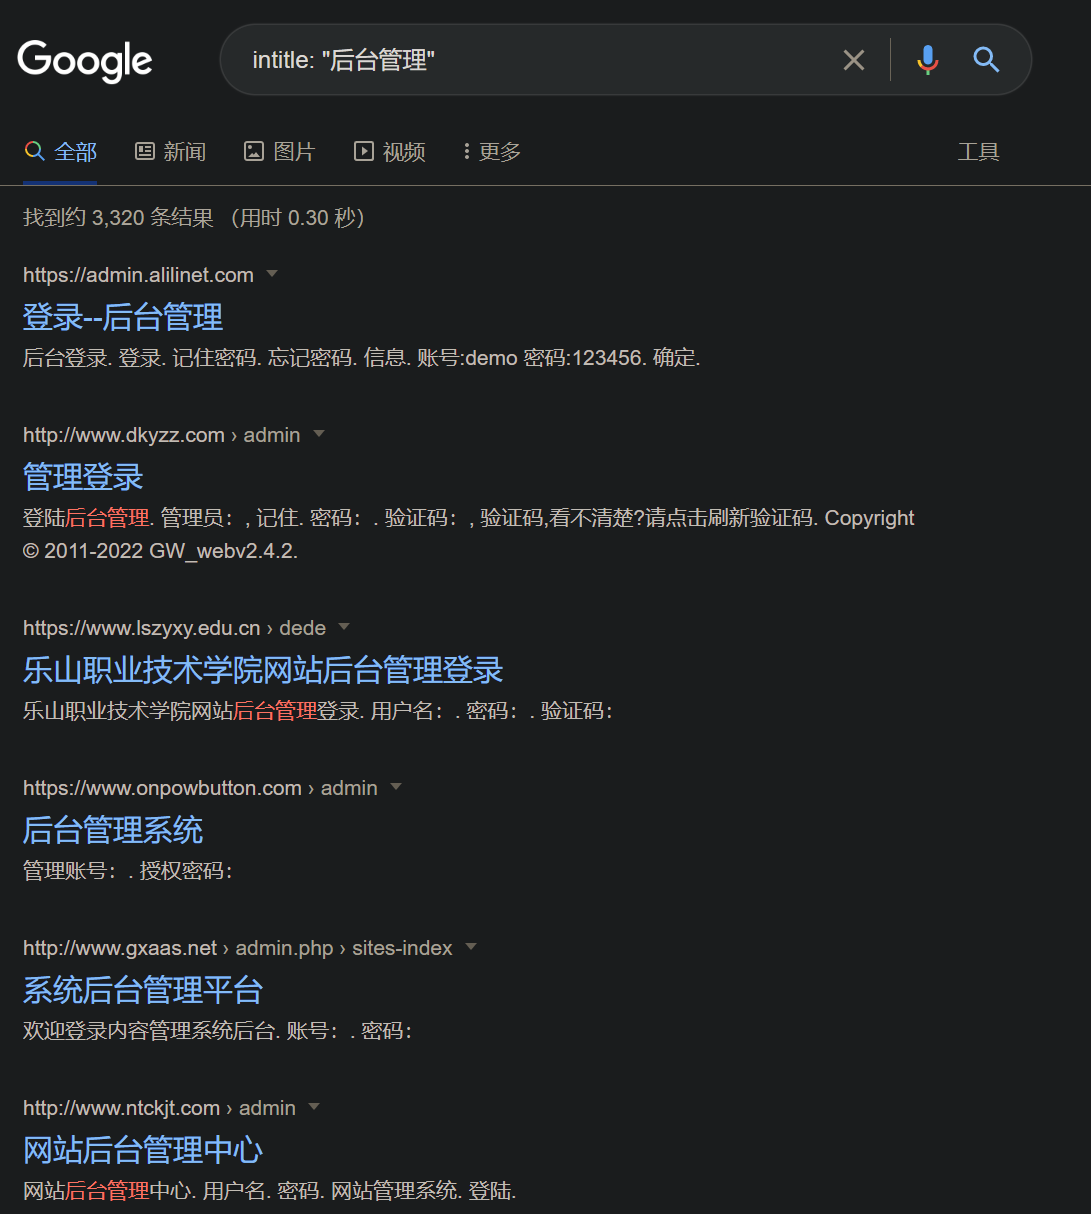 Google
intitle: "后台管理"
全部 新闻 图片 视频 更多 工具
找到约 3,320 条结果 （用时 0.30 秒）
https://admin.alilinet.com
登录--后台管理
后台登录. 登录. 记住密码. 忘记密码. 信息. 账号:demo 密码:123456. 确定.
http://www.dkyzz.com › admin
管理登录
登陆后台管理. 管理员：, 记住. 密码：. 验证码：, 验证码,看不清楚?请点击刷新验证码. Copyright
© 2011-2022 GW_webv2.4.2.
https://www.lszyxy.edu.cn › dede
乐山职业技术学院网站后台管理登录
乐山职业技术学院网站后台管理登录. 用户名：. 密码：. 验证码：
https://www.onpowbutton.com › admin
后台管理系统
管理账号：. 授权密码：
http://www.gxaas.net › admin.php › sites-index
系统后台管理平台
欢迎登录内容管理系统后台. 账号：. 密码：
http://www.ntckjt.com › admin
网站后台管理中心
网站后台管理中心. 用户名. 密码. 网站管理系统. 登陆.